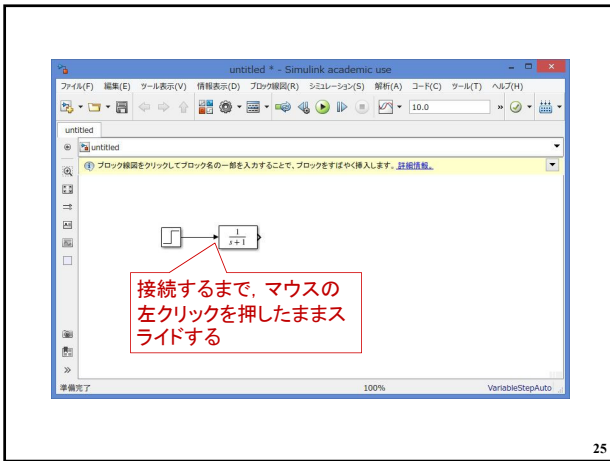 untitled * - Simulink academic use
ファイル(F) 編集(E) ツール表示(V) 情報表示(D) ブロック線図(R) シミュレーション(S) 解析(A) コード(C) ツール(T) ヘルプ(H)
10.0 »
untitled
untitled
ブロック線図をクリックしてブロック名の一部を入力することで、ブロックをすばやく挿入します。詳細情報。
1
s + 1
接続するまで，マウスの
左クリックを押したままス
ライドする
»
準備完了 100% VariableStepAuto
25